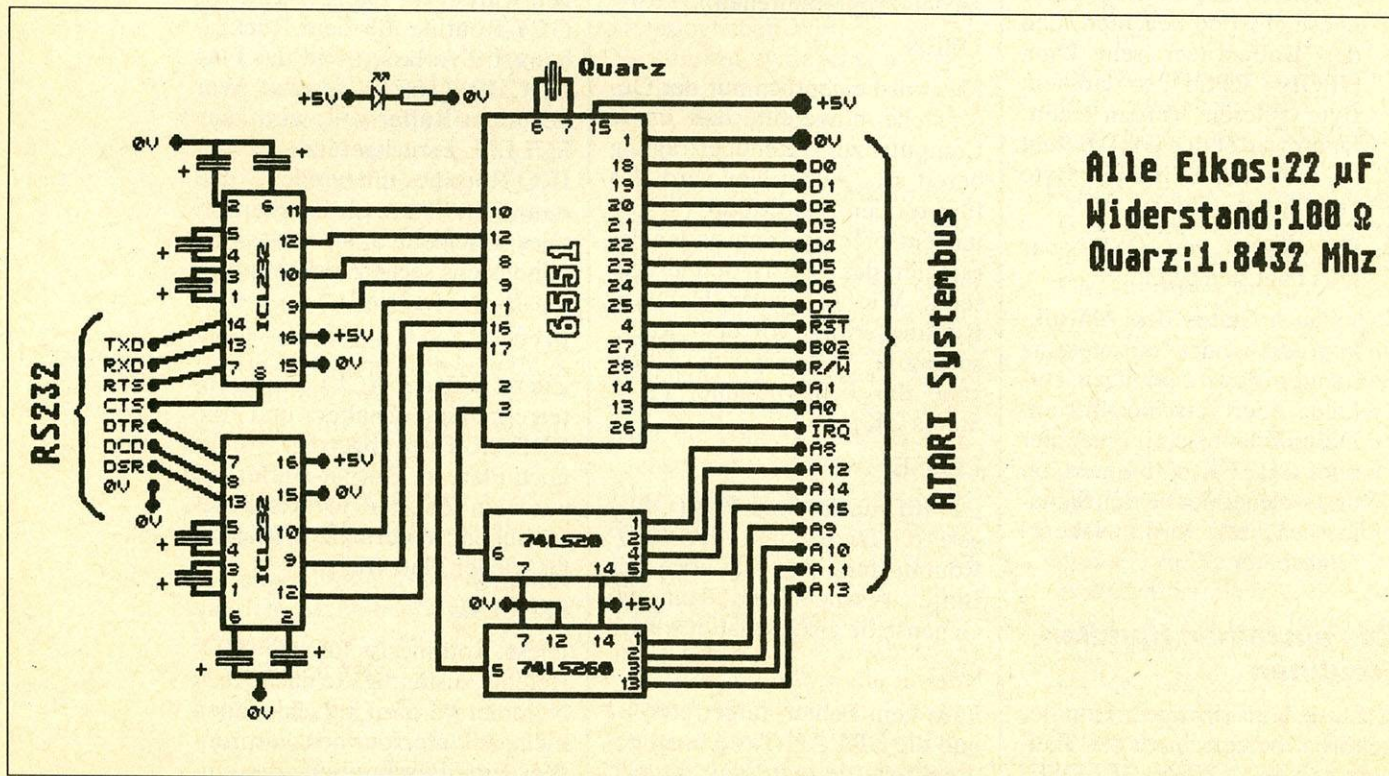 Quarz
+5V
0V
6
7
15
+5V
0V
1
0V
18
D0
19
D1
20
D2
21
D3
22
D4
23
D5
24
D6
25
D7
4
RST
27
B02
28
R/W
14
A1
13
A0
26
IRQ
A8
A12
A14
A15
A9
A10
A11
A13
ATARI Systembus
Alle Elkos:22 µF
Widerstand:100 Ω
Quarz:1.8432 Mhz
6551
10
12
8
9
11
16
17
2
3
0V
+
+
2
6
11
+
5
12
4
10
+
3
9
1
ICL232
14
16
+5V
13
15
0V
7
8
RS232
TXD
RXD
RTS
CTS
DTR
DCD
DSR
0V
0V
7
16
+5V
8
15
0V
13
+
5
10
4
9
+
3
12
1
ICL232
6
2
+
+
0V
74LS20
6
1
2
4
5
7
14
0V
+5V
7
12
14
74LS260
5
1
2
3
13